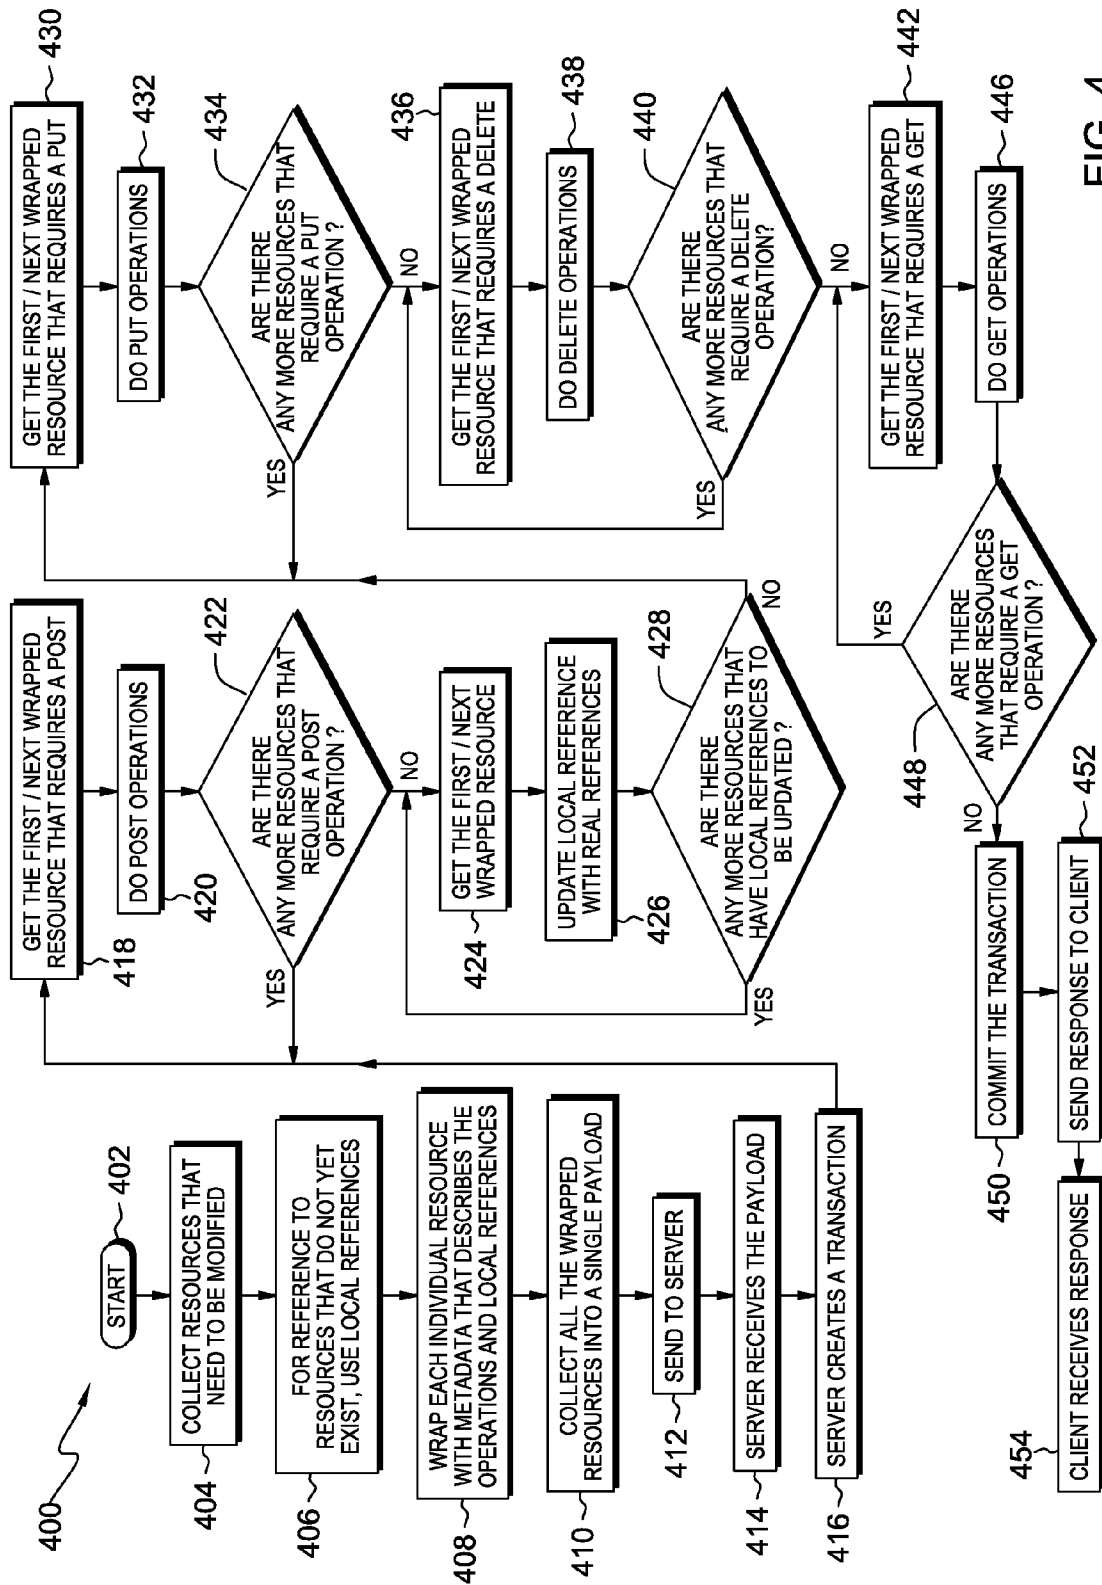 400
START
402
COLLECT RESOURCES THAT
NEED TO BE MODIFIED
404
FOR REFERENCE TO
RESOURCES THAT DO NOT YET
EXIST, USE LOCAL REFERENCES
406
WRAP EACH INDIVIDUAL RESOURCE
WITH METADATA THAT DESCRIBES THE
OPERATIONS AND LOCAL REFERENCES
408
COLLECT ALL THE WRAPPED
RESOURCES INTO A SINGLE PAYLOAD
410
SEND TO SERVER
412
SERVER RECEIVES THE PAYLOAD
414
SERVER CREATES A TRANSACTION
416
GET THE FIRST / NEXT WRAPPED
RESOURCE THAT REQUIRES A POST
418
DO POST OPERATIONS
420
ARE THERE
ANY MORE RESOURCES THAT
REQUIRE A POST
OPERATION ?
422
YES
NO
GET THE FIRST / NEXT
WRAPPED RESOURCE
424
UPDATE LOCAL REFERENCE
WITH REAL REFERENCES
426
ARE THERE
ANY MORE RESOURCES THAT
HAVE LOCAL REFERENCES TO
BE UPDATED ?
428
YES
NO
GET THE FIRST / NEXT WRAPPED
RESOURCE THAT REQUIRES A PUT
430
DO PUT OPERATIONS
432
ARE THERE
ANY MORE RESOURCES THAT
REQUIRE A PUT
OPERATION ?
434
YES
NO
436
GET THE FIRST / NEXT WRAPPED
RESOURCE THAT REQUIRES A DELETE
DO DELETE OPERATIONS
438
ARE THERE
ANY MORE RESOURCES THAT
REQUIRE A DELETE
OPERATION?
440
YES
NO
GET THE FIRST / NEXT WRAPPED
RESOURCE THAT REQUIRES A GET
442
DO GET OPERATIONS
446
ARE THERE
ANY MORE RESOURCES
THAT REQUIRE A GET
OPERATION ?
448
YES
NO
COMMIT THE TRANSACTION
450
SEND RESPONSE TO CLIENT
452
CLIENT RECEIVES RESPONSE
454